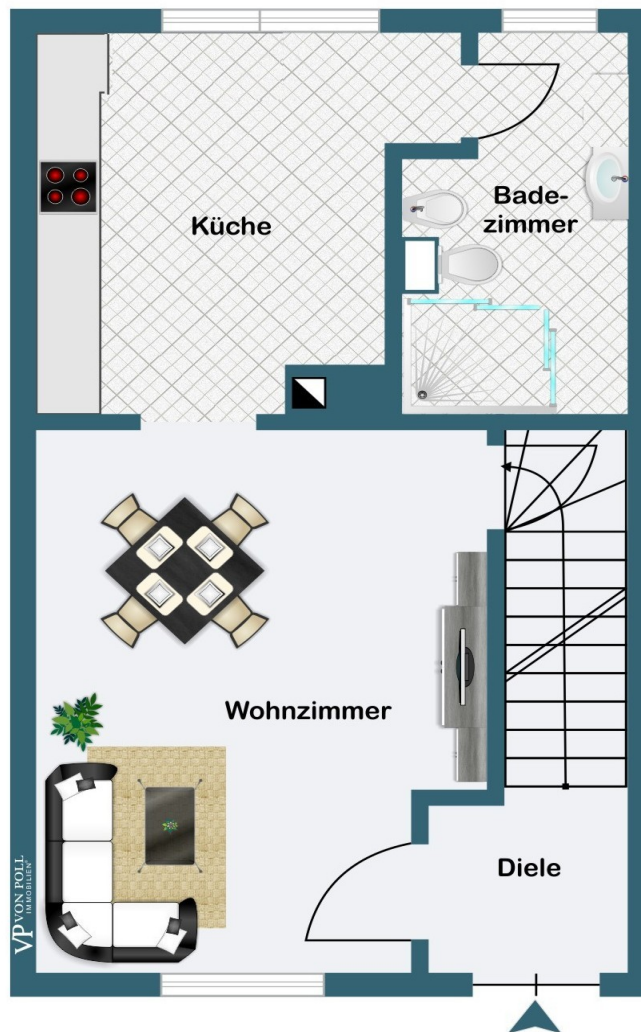 Küche
Bade-
zimmer
Wohnzimmer
Diele
VP VON POLL
IMMOBILIEN